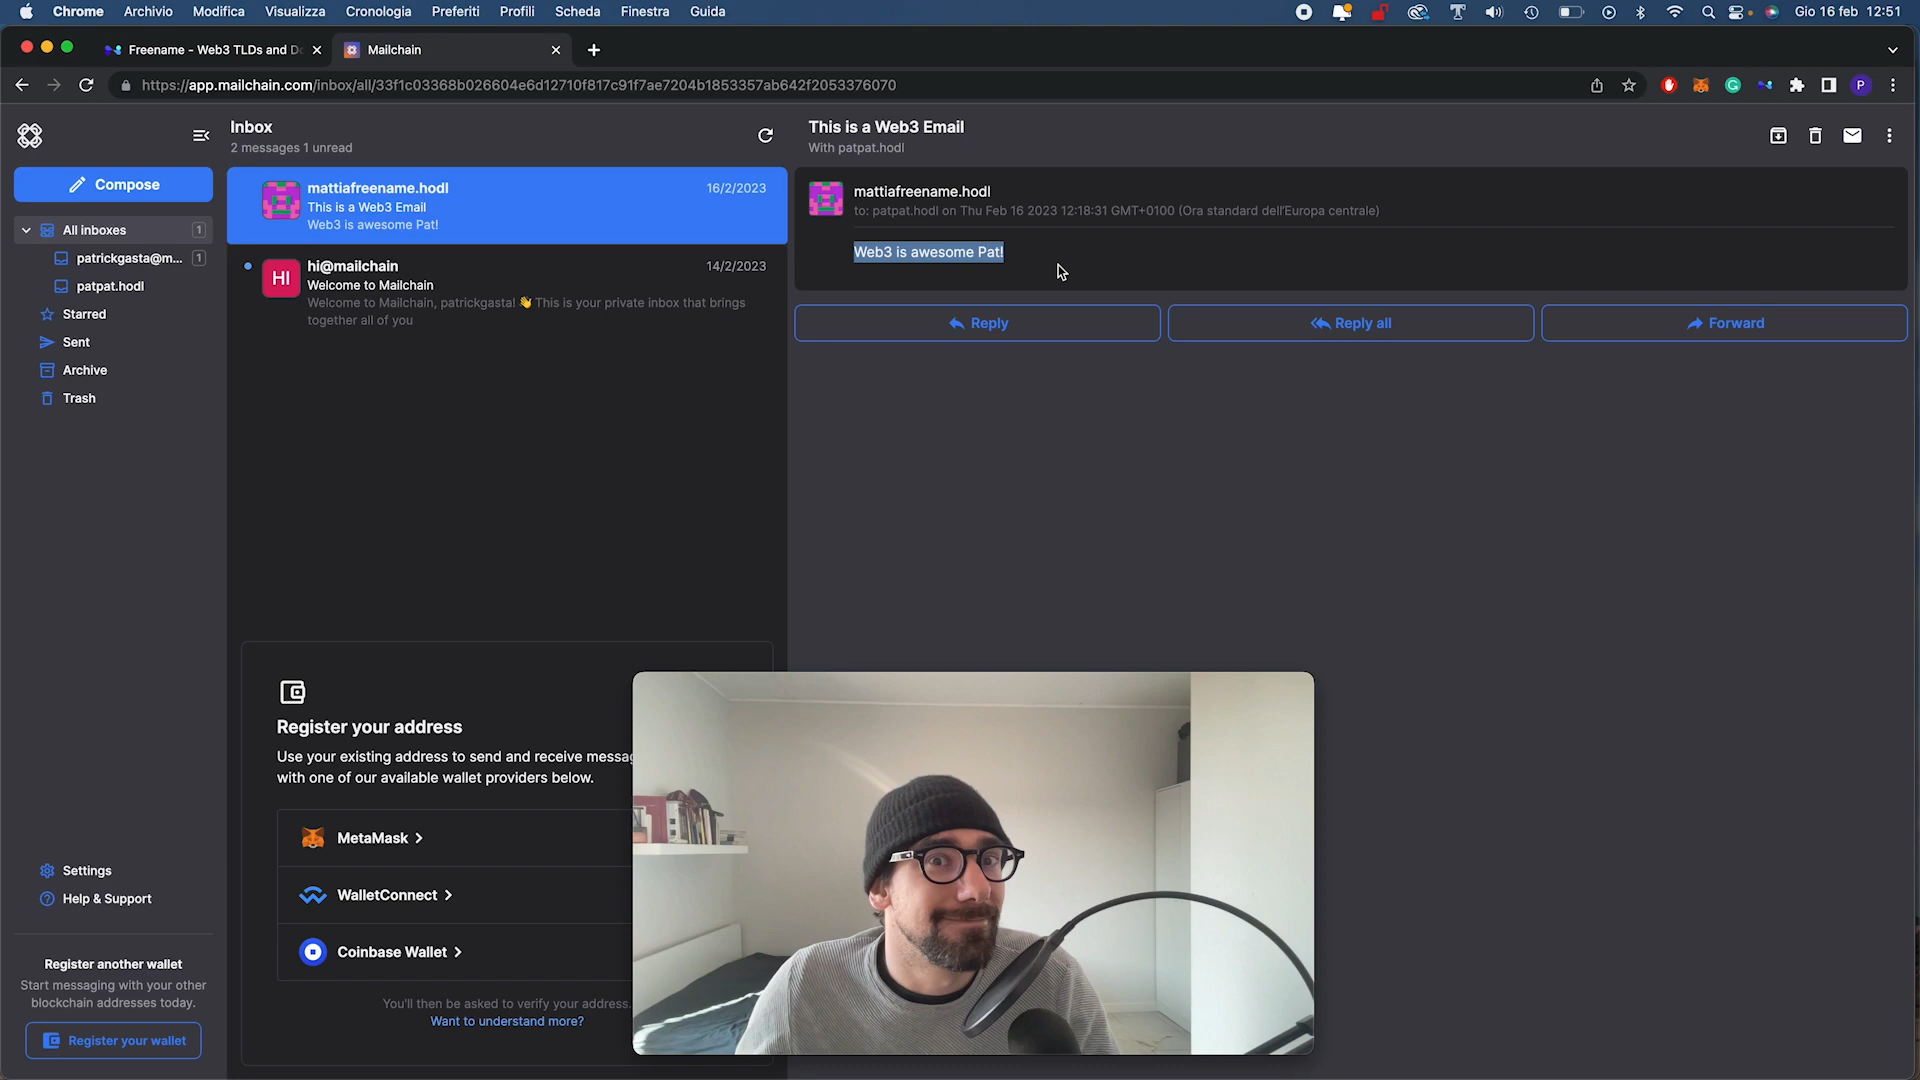 Chrome Archivio Modifica Visualizza Cronologia Preferiti Profili Scheda Finestra Guida Gio 16 feb 12:51
Freename - Web3 TLDs and Do
Mailchain
https://app.mailchain.com/inbox/all/33f1c03368b026604e6d12710f817c91f7ae7204b1853357ab642f2053376070
P
Compose
All inboxes 1
patrickgasta@m... 1
patpat.hodl
Starred
Sent
Archive
Trash
Settings
Help & Support
Register another wallet
Start messaging with your other
blockchain addresses today.
Register your wallet
Inbox
2 messages 1 unread
mattiafreename.hodl 16/2/2023
This is a Web3 Email
Web3 is awesome Pat!
HI
hi@mailchain 14/2/2023
Welcome to Mailchain
Welcome to Mailchain, patrickgasta! 👋 This is your private inbox that brings
together all of you
Register your address
Use your existing address to send and receive messag
with one of our available wallet providers below.
MetaMask
WalletConnect
Coinbase Wallet
You'll then be asked to verify your address.
Want to understand more?
This is a Web3 Email
With patpat.hodl
mattiafreename.hodl
to: patpat.hodl on Thu Feb 16 2023 12:18:31 GMT+0100 (Ora standard dell'Europa centrale)
Web3 is awesome Pat!
Reply
Reply all
Forward